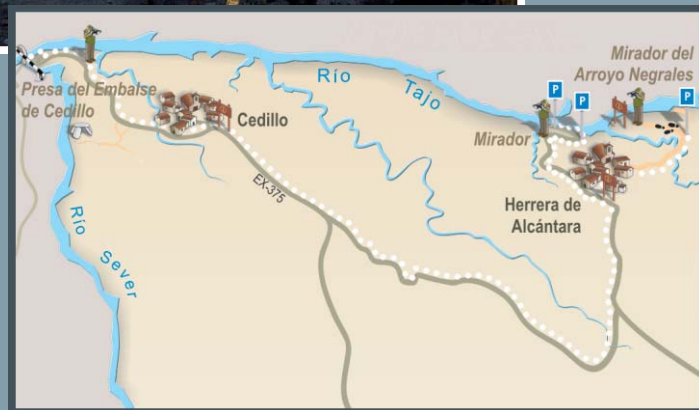 Presa del Embalse
de Cedillo
Río
Tajo
Mirador del
Arroyo Negrales
P
P
P
Mirador
Cedillo
EX-375
Herrera de
Alcántara
Río
Sever